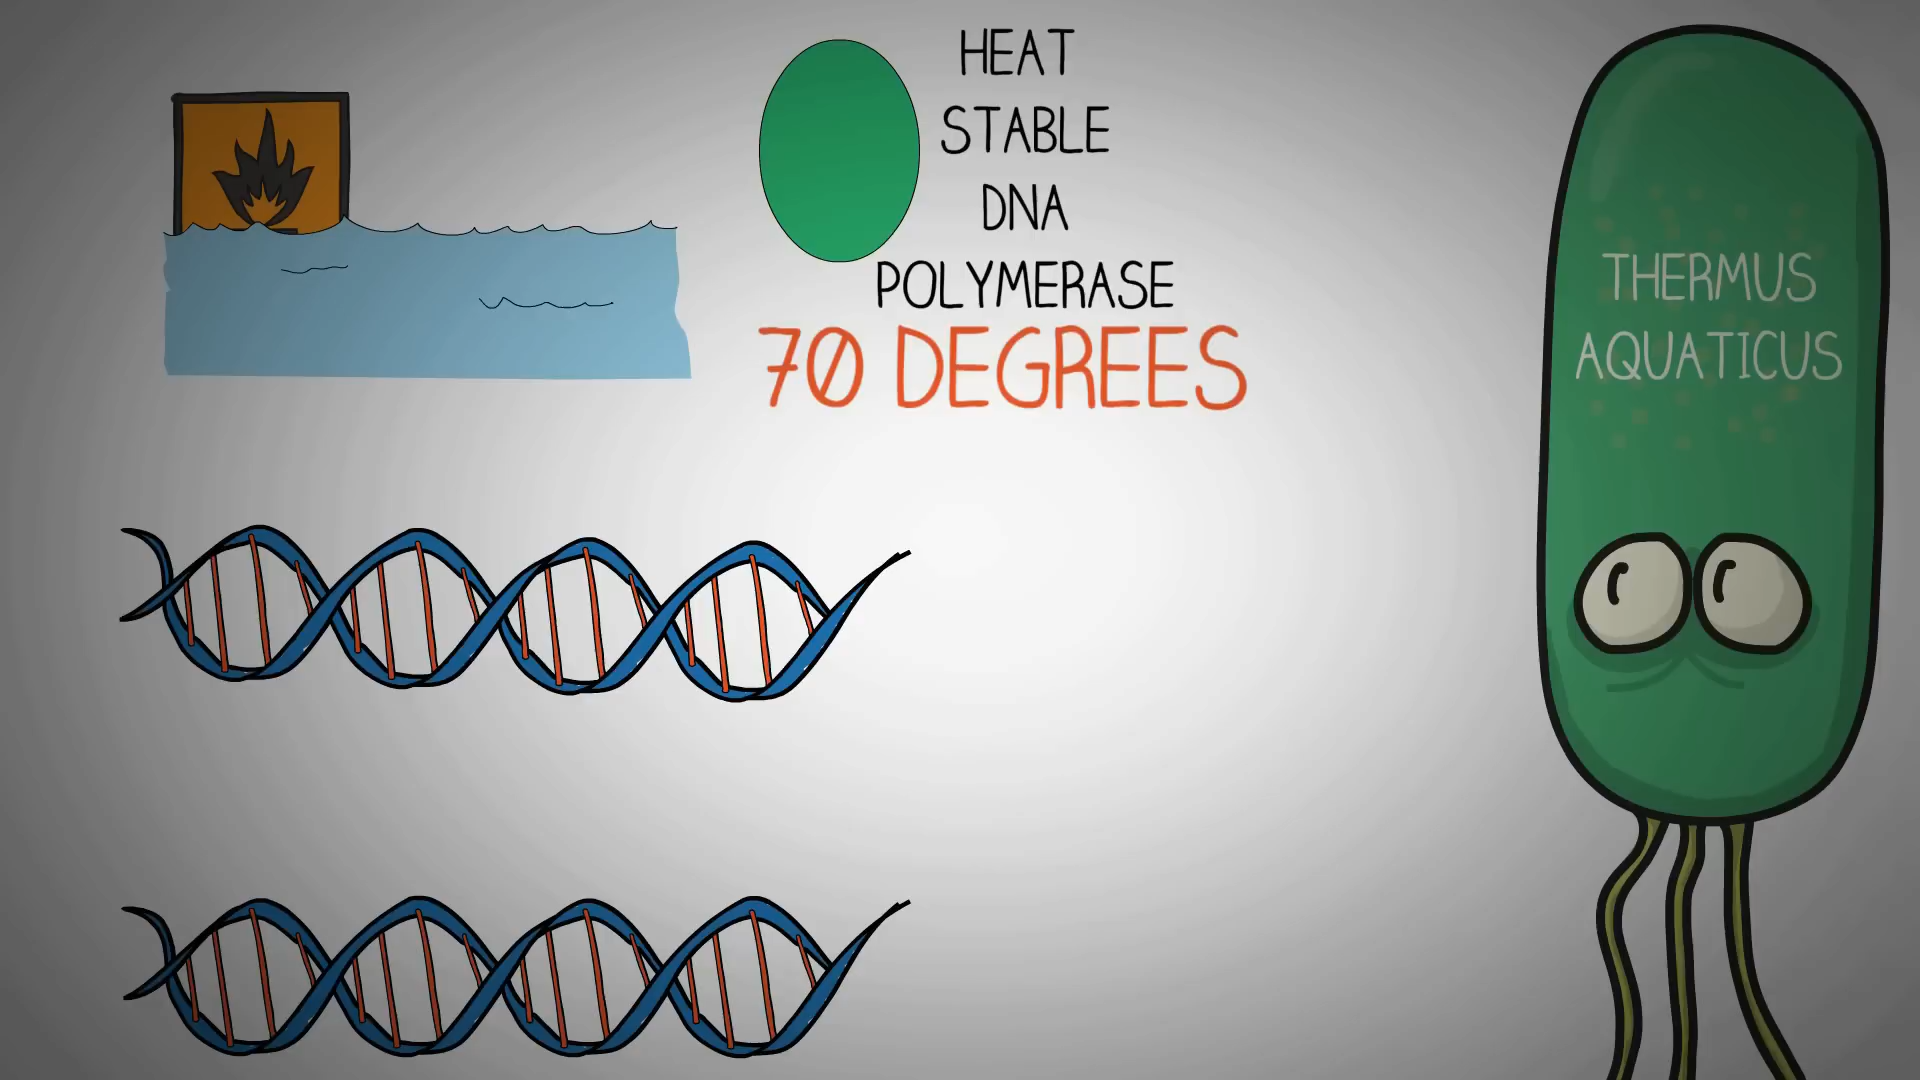 HEAT
STABLE
DNA
POLYMERASE
70 DEGREES
THERMUS
AQUATICUS